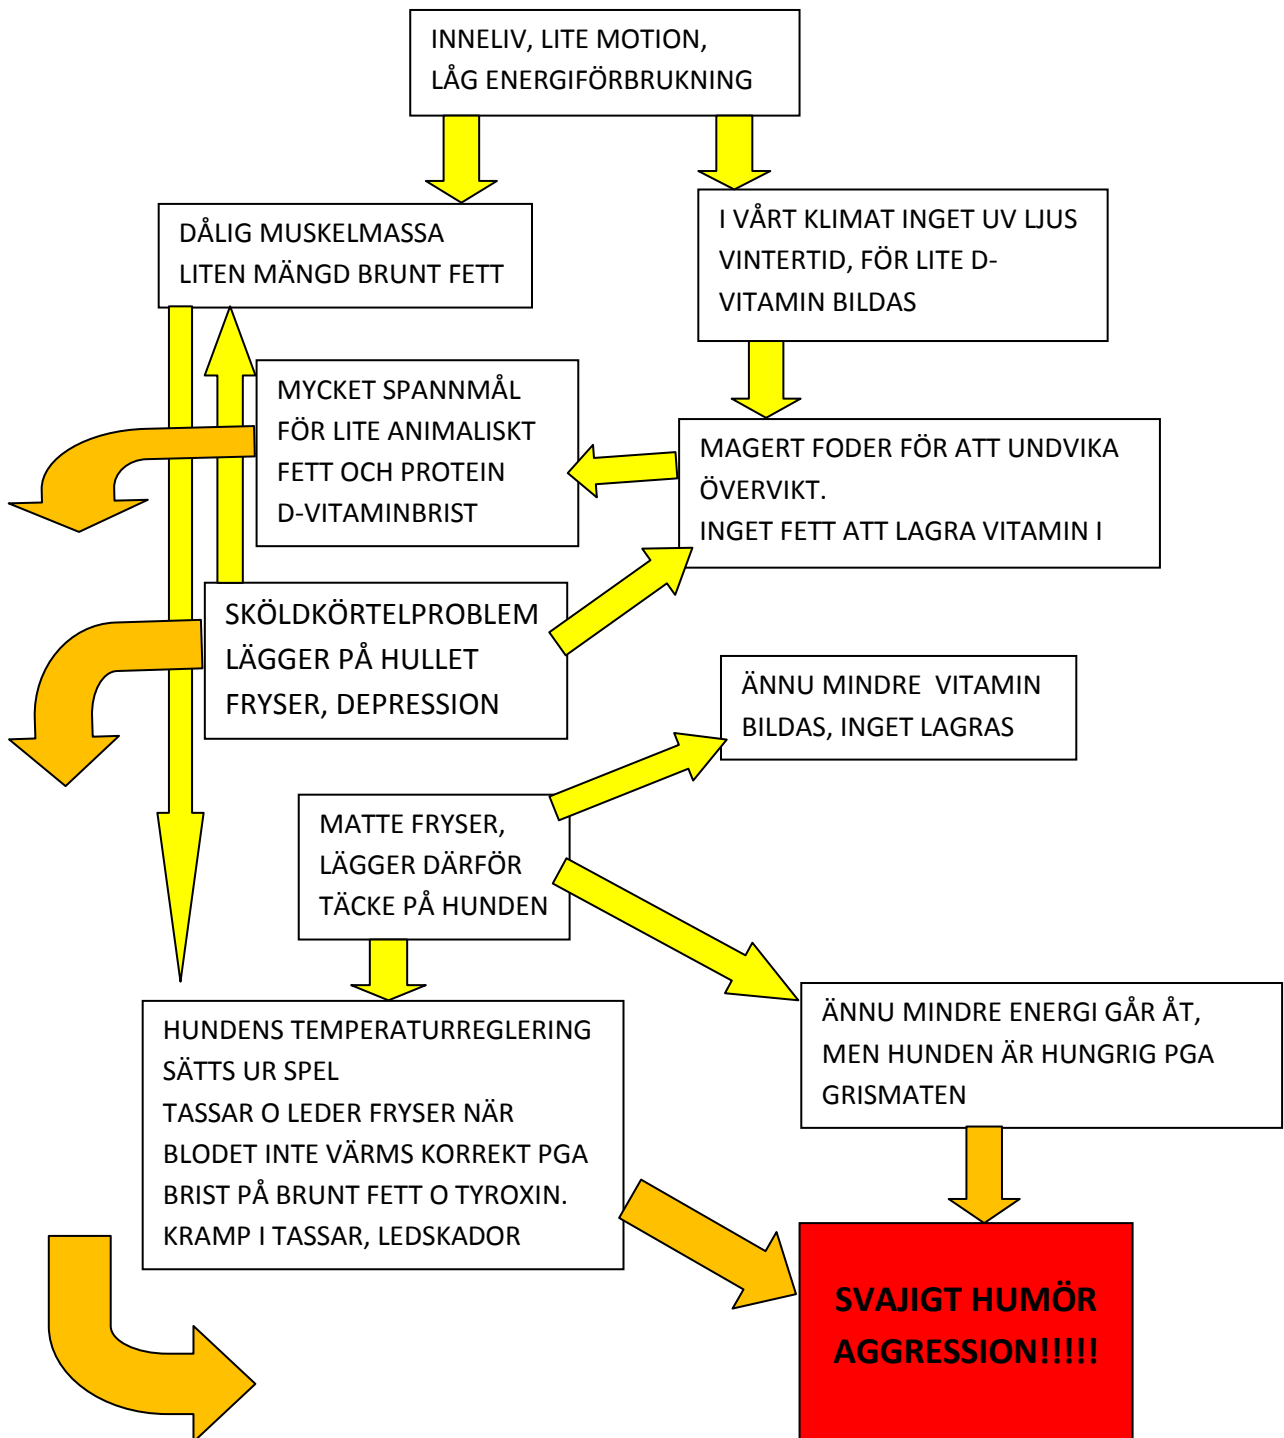 INNELIV, LITE MOTION,
LÅG ENERGIFÖRBRUKNING
DÅLIG MUSKELMASSA
LITEN MÄNGD BRUNT FETT
I VÅRT KLIMAT INGET UV LJUS
VINTERTID, FÖR LITE D-
VITAMIN BILDAS
MYCKET SPANNMÅL
FÖR LITE ANIMALISKT
FETT OCH PROTEIN
D-VITAMINBRIST
MAGERT FODER FÖR ATT UNDVIKA
ÖVERVIKT.
INGET FETT ATT LAGRA VITAMIN I
SKÖLDKÖRTELPROBLEM
LÄGGER PÅ HULLET
FRYSER, DEPRESSION
ÄNNU MINDRE VITAMIN
BILDAS, INGET LAGRAS
MATTE FRYSER,
LÄGGER DÄRFÖR
TÄCKE PÅ HUNDEN
HUNDENS TEMPERATURREGLERING
SÄTTS UR SPEL
TASSAR O LEDER FRYSER NÄR
BLODET INTE VÄRMS KORREKT PGA
BRIST PÅ BRUNT FETT O TYROXIN.
KRAMP I TASSAR, LEDSKADOR
ÄNNU MINDRE ENERGI GÅR ÅT,
MEN HUNDEN ÄR HUNGRIG PGA
GRISMATEN
SVAJIGT HUMÖR
AGGRESSION!!!!!